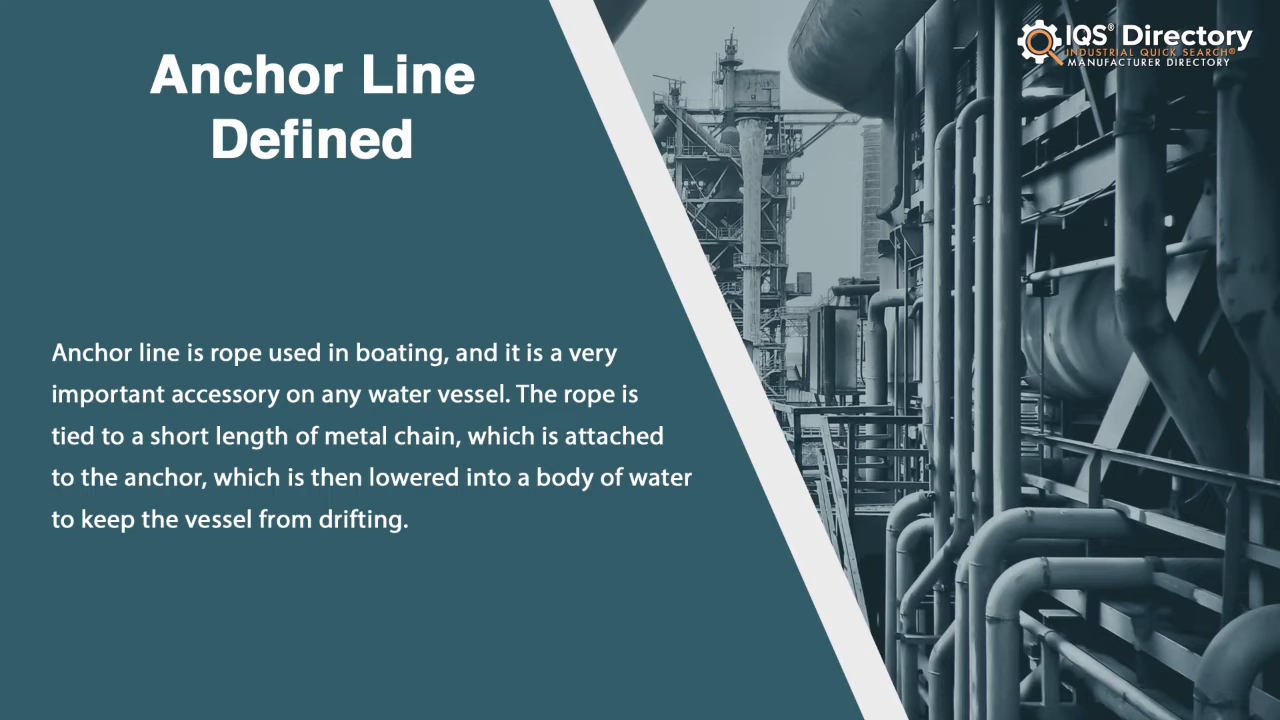 Anchor Line
Defined
IQS® Directory
INDUSTRIAL QUICK SEARCH®
MANUFACTURER DIRECTORY
Anchor line is rope used in boating, and it is a very
important accessory on any water vessel. The rope is
tied to a short length of metal chain, which is attached
to the anchor, which is then lowered into a body of water
to keep the vessel from drifting.